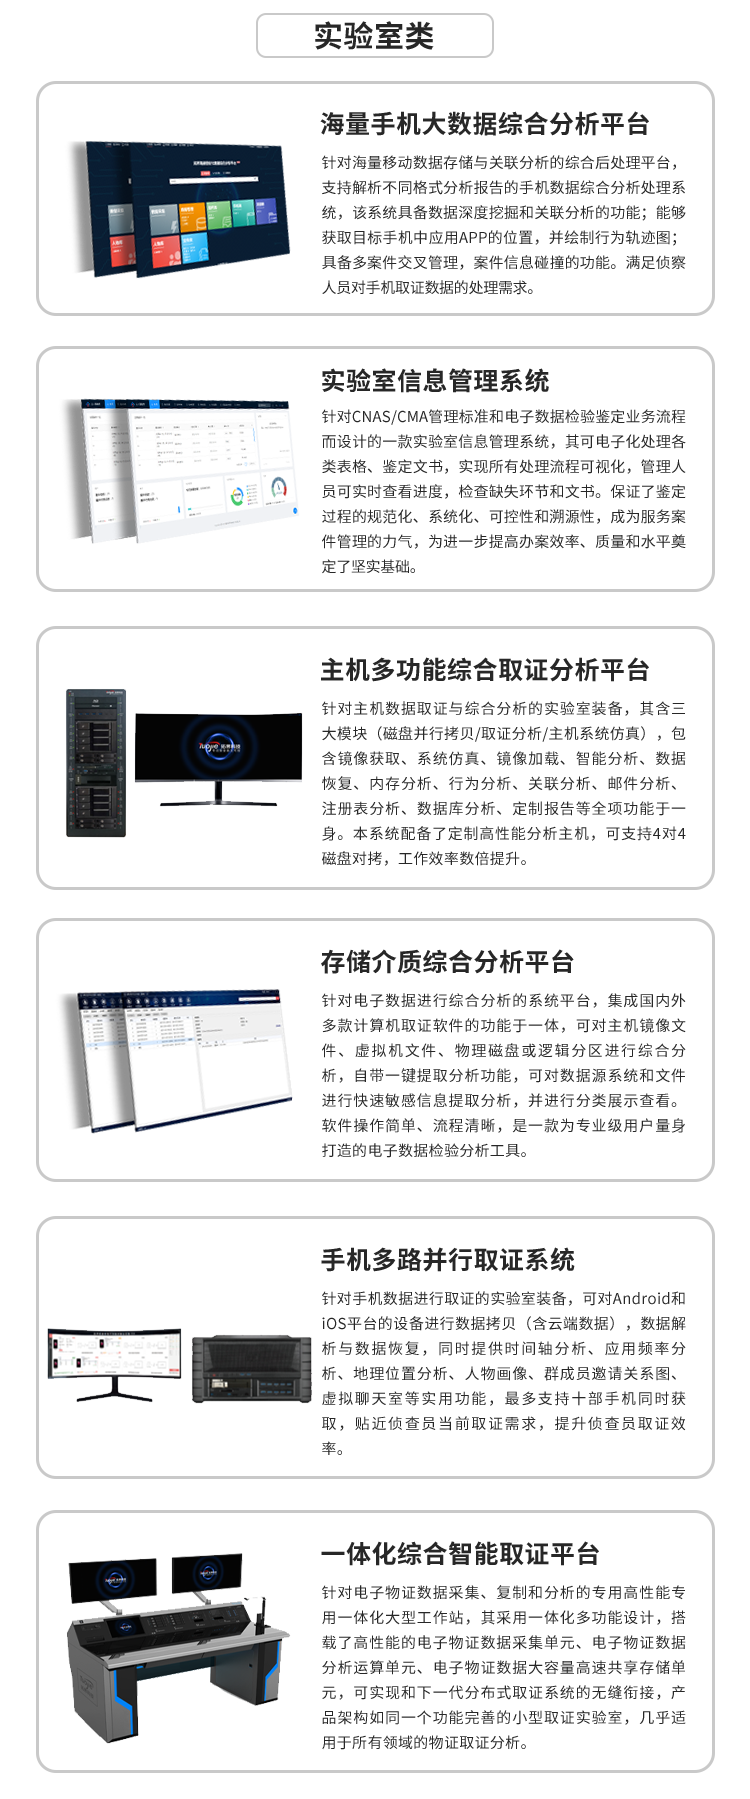 实验室类
海量手机大数据综合分析平台
针对海量移动数据存储与关联分析的综合后处理平台，
支持解析不同格式分析报告的手机数据综合分析处理系
统，该系统具备数据深度挖掘和关联分析的功能；能够
获取目标手机中应用APP的位置，并绘制行为轨迹图；
具备多案件交叉管理，案件信息碰撞的功能。满足侦察
人员对手机取证数据的处理需求。
实验室信息管理系统
针对CNAS/CMA管理标准和电子数据检验鉴定业务流程
而设计的一款实验室信息管理系统，其可电子化处理各
类表格、鉴定文书，实现所有处理流程可视化，管理人
员可实时查看进度，检查缺失环节和文书。保证了鉴定
过程的规范化、系统化、可控性和溯源性，成为服务案
件管理的力气，为进一步提高办案效率、质量和水平奠
定了坚实基础。
主机多功能综合取证分析平台
针对主机数据取证与综合分析的实验室装备，其含三
大模块（磁盘并行拷贝/取证分析/主机系统仿真），包
含镜像获取、系统仿真、镜像加载、智能分析、数据
恢复、内存分析、行为分析、关联分析、邮件分析、
注册表分析、数据库分析、定制报告等全项功能于一
身。本系统配备了定制高性能分析主机，可支持4对4
磁盘对拷，工作效率数倍提升。
存储介质综合分析平台
针对电子数据进行综合分析的系统平台，集成国内外
多款计算机取证软件的功能于一体，可对主机镜像文
件、虚拟机文件、物理磁盘或逻辑分区进行综合分
析，自带一键提取分析功能，可对数据源系统和文件
进行快速敏感信息提取分析，并进行分类展示查看。
软件操作简单、流程清晰，是一款为专业级用户量身
打造的电子数据检验分析工具。
手机多路并行取证系统
针对手机数据进行取证的实验室装备，可对Android和
iOS平台的设备进行数据拷贝（含云端数据），数据解
析与数据恢复，同时提供时间轴分析、应用频率分
析、地理位置分析、人物画像、群成员邀请关系图、
虚拟聊天室等实用功能，最多支持十部手机同时获
取，贴近侦查员当前取证需求，提升侦查员取证效
率。
一体化综合智能取证平台
针对电子物证数据采集、复制和分析的专用高性能专
用一体化大型工作站，其采用一体化多功能设计，搭
载了高性能的电子物证数据采集单元、电子物证数据
分析运算单元、电子物证数据大容量高速共享存储单
元，可实现和下一代分布式取证系统的无缝衔接，产
品架构如同一个功能完善的小型取证实验室，几乎适
用于所有领域的物证取证分析。